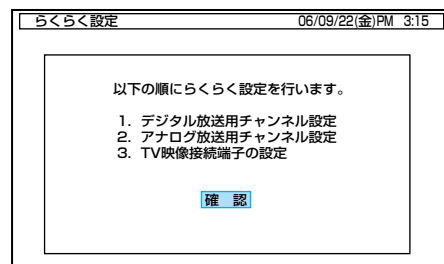 らくらく設定 06/09/22(金)PM 3:15
以下の順にらくらく設定を行います。
1. デジタル放送用チャンネル設定
2. アナログ放送用チャンネル設定
3. TV映像接続端子の設定
確 認